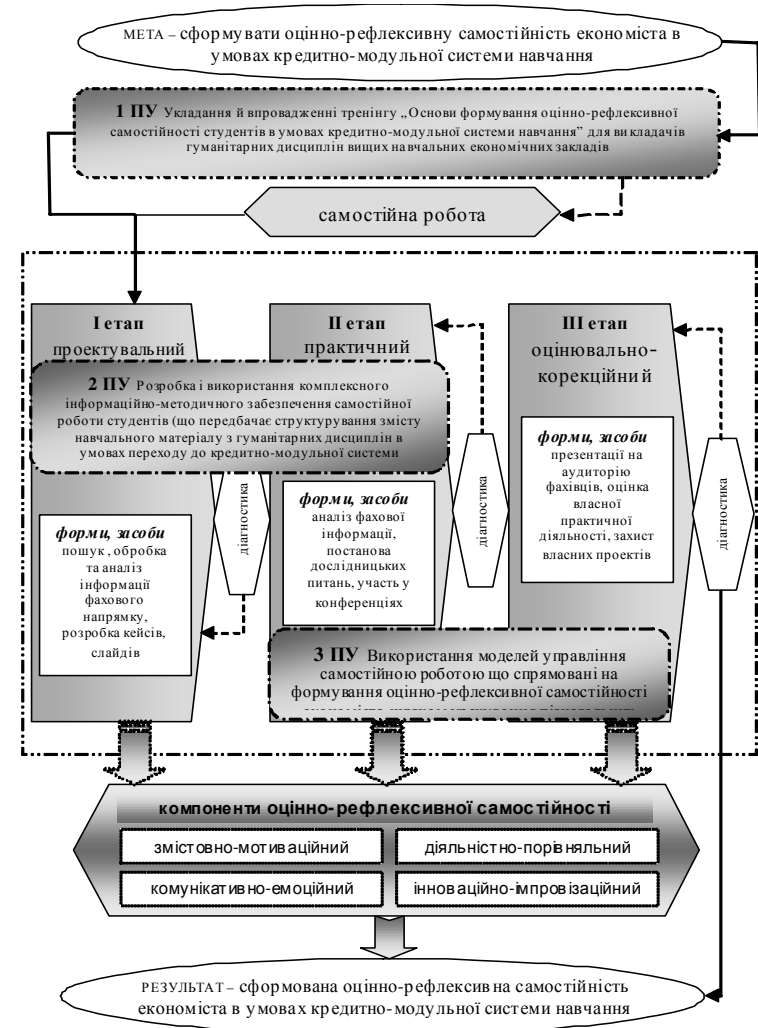 МЕТА – сформувати оцінно-рефлексивну самостійність економіста в
умовах кредитно-модульної системи навчання
1 ПУ Укладання й впровадженні тренінгу „Основи формування оцінно-рефлексивної
самостійності студентів в умовах кредитно-модульної системи навчання” для викладачів
гуманітарних дисциплін вищих навчальних економічних закладів
самостійна робота
І етап
проектувальний
ІІ етап
практичний
ІІІ етап
оцінювально-
корекційний
2 ПУ Розробка і використання комплексного
інформаційно-методичного забезпечення самостійної
роботи студентів (що передбачає структурування змісту
навчального матеріалу з гуманітарних дисциплін в
умовах переходу до кредитно-модульної системи
форми, засоби
пошук, обробка
та аналіз
інформації
фахового
напрямку,
розробка кейсів,
слайдів
діагностика
форми, засоби
аналіз фахової
інформації,
постанова
дослідницьких
питань, участь у
конференціях
діагностика
форми, засоби
презентації на
аудиторію
фахівців, оцінка
власної
практичної
діяльності, захист
власних проектів
діагностика
3 ПУ Використання моделей управління
самостійною роботою що спрямовані на
формування оцінно-рефлексивної самостійності
компоненти оцінно-рефлексивної самостійності
змістовно-мотиваційний
діяльністно-порівняльний
комунікативно-емоційний
інноваційно-імпровізаційний
РЕЗУЛЬТАТ – сформована оцінно-рефлексивна самостійність
економіста в умовах кредитно-модульної системи навчання